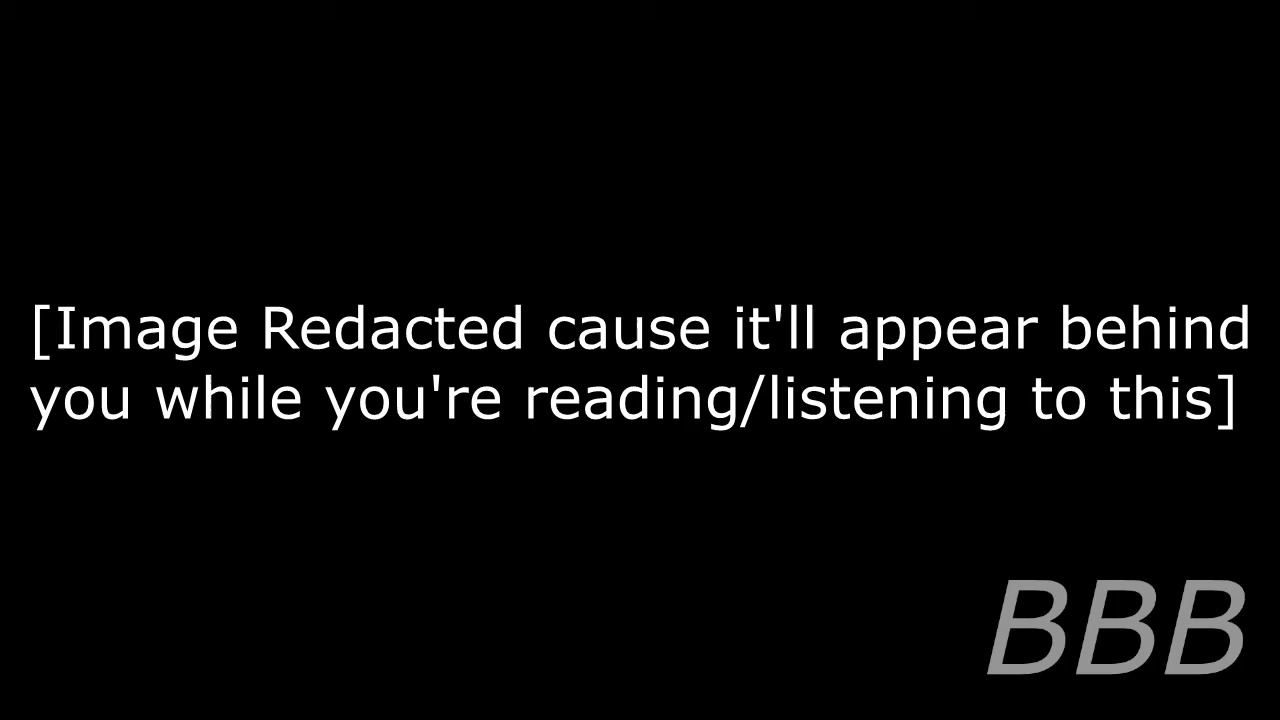 [Image Redacted cause it'll appear behind
you while you're reading/listening to this]
BBB